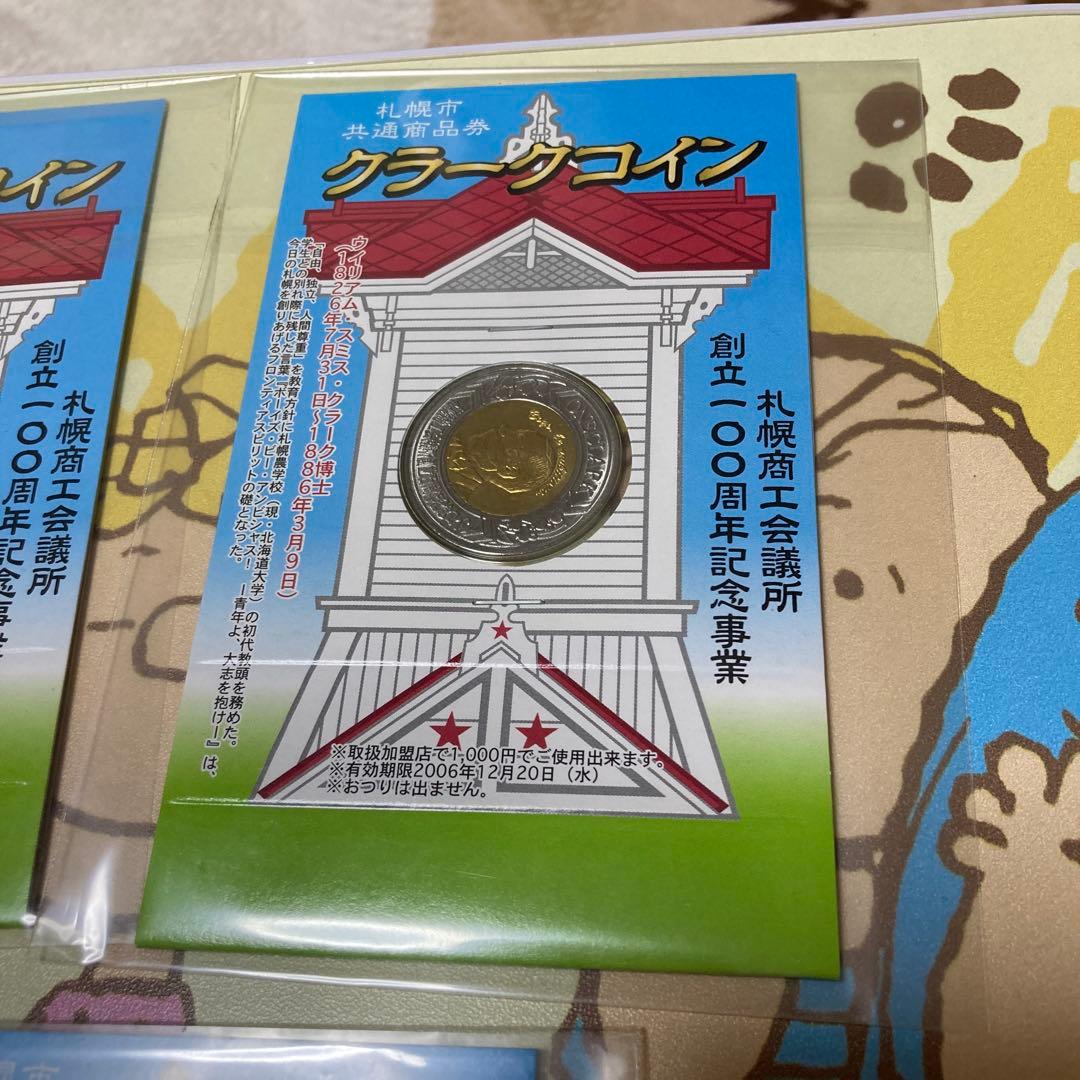 札幌市
共通商品券
クラークコイン
札幌商工会議所
創立一〇〇周年記念事業
ウイリアム・スミス・クラーク博士
(1826年7月31日～1886年3月9日)
「自由、独立、人間尊重」を教育方針に札幌農学校（現・北海道大学）の初代教頭を務めた。
学生との別れ際に残した言葉『ボーイズ・ビー・アンビシャス！ ー青年よ、大志を抱けー』は、
今日の札幌を創りあげるフロンティアスピリットの礎となった。
※取扱加盟店で1,000円でご使用出来ます。
※有効期限2006年12月20日（水）
※おつりは出ません。
コイン
札幌商工会議所
創立一〇〇周年記念事業
幌市